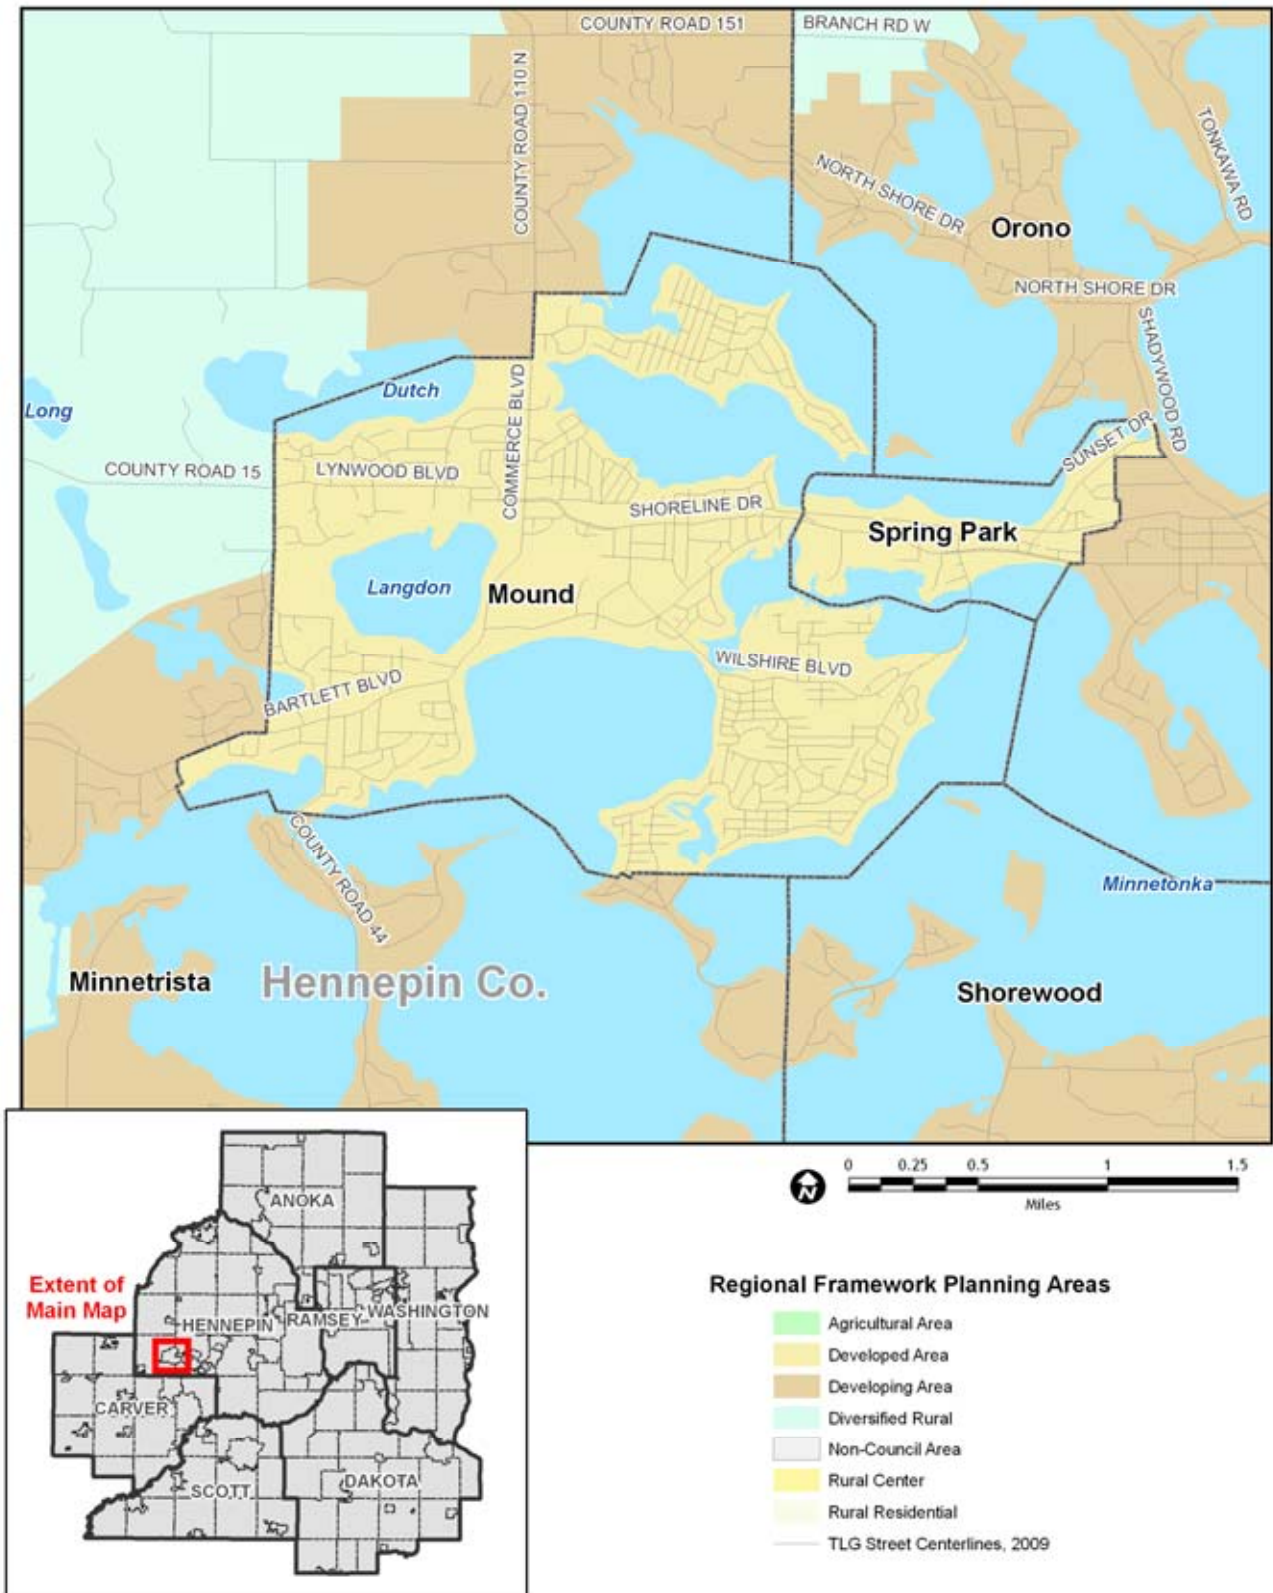 COUNTY ROAD 151
BRANCH RD W
COUNTY ROAD 110 N
TONKAWA RD
NORTH SHORE DR
Orono
NORTH SHORE DR
SHADYWOOD RD
Dutch
Long
COMMERCE BLVD
SUNSET DR
COUNTY ROAD 15
LYNWOOD BLVD
SHORELINE DR
Spring Park
Langdon
Mound
WILSHIRE BLVD
BARTLETT BLVD
COUNTY ROAD 44
Minnetonka
Minnetrista
Hennepin Co.
Shorewood
ANOKA
Extent of
Main Map
HENNEPIN
RAMSEY
WASHINGTON
CARVER
SCOTT
DAKOTA
N
0 0.25 0.5 1 1.5
Miles
Regional Framework Planning Areas
Agricultural Area
Developed Area
Developing Area
Diversified Rural
Non-Council Area
Rural Center
Rural Residential
TLG Street Centerlines, 2009